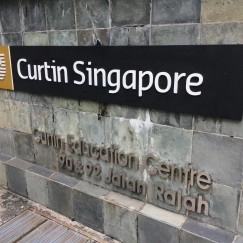 Curtin Singapore
Curtin Education Centre
90 & 92 Jalan Rajah